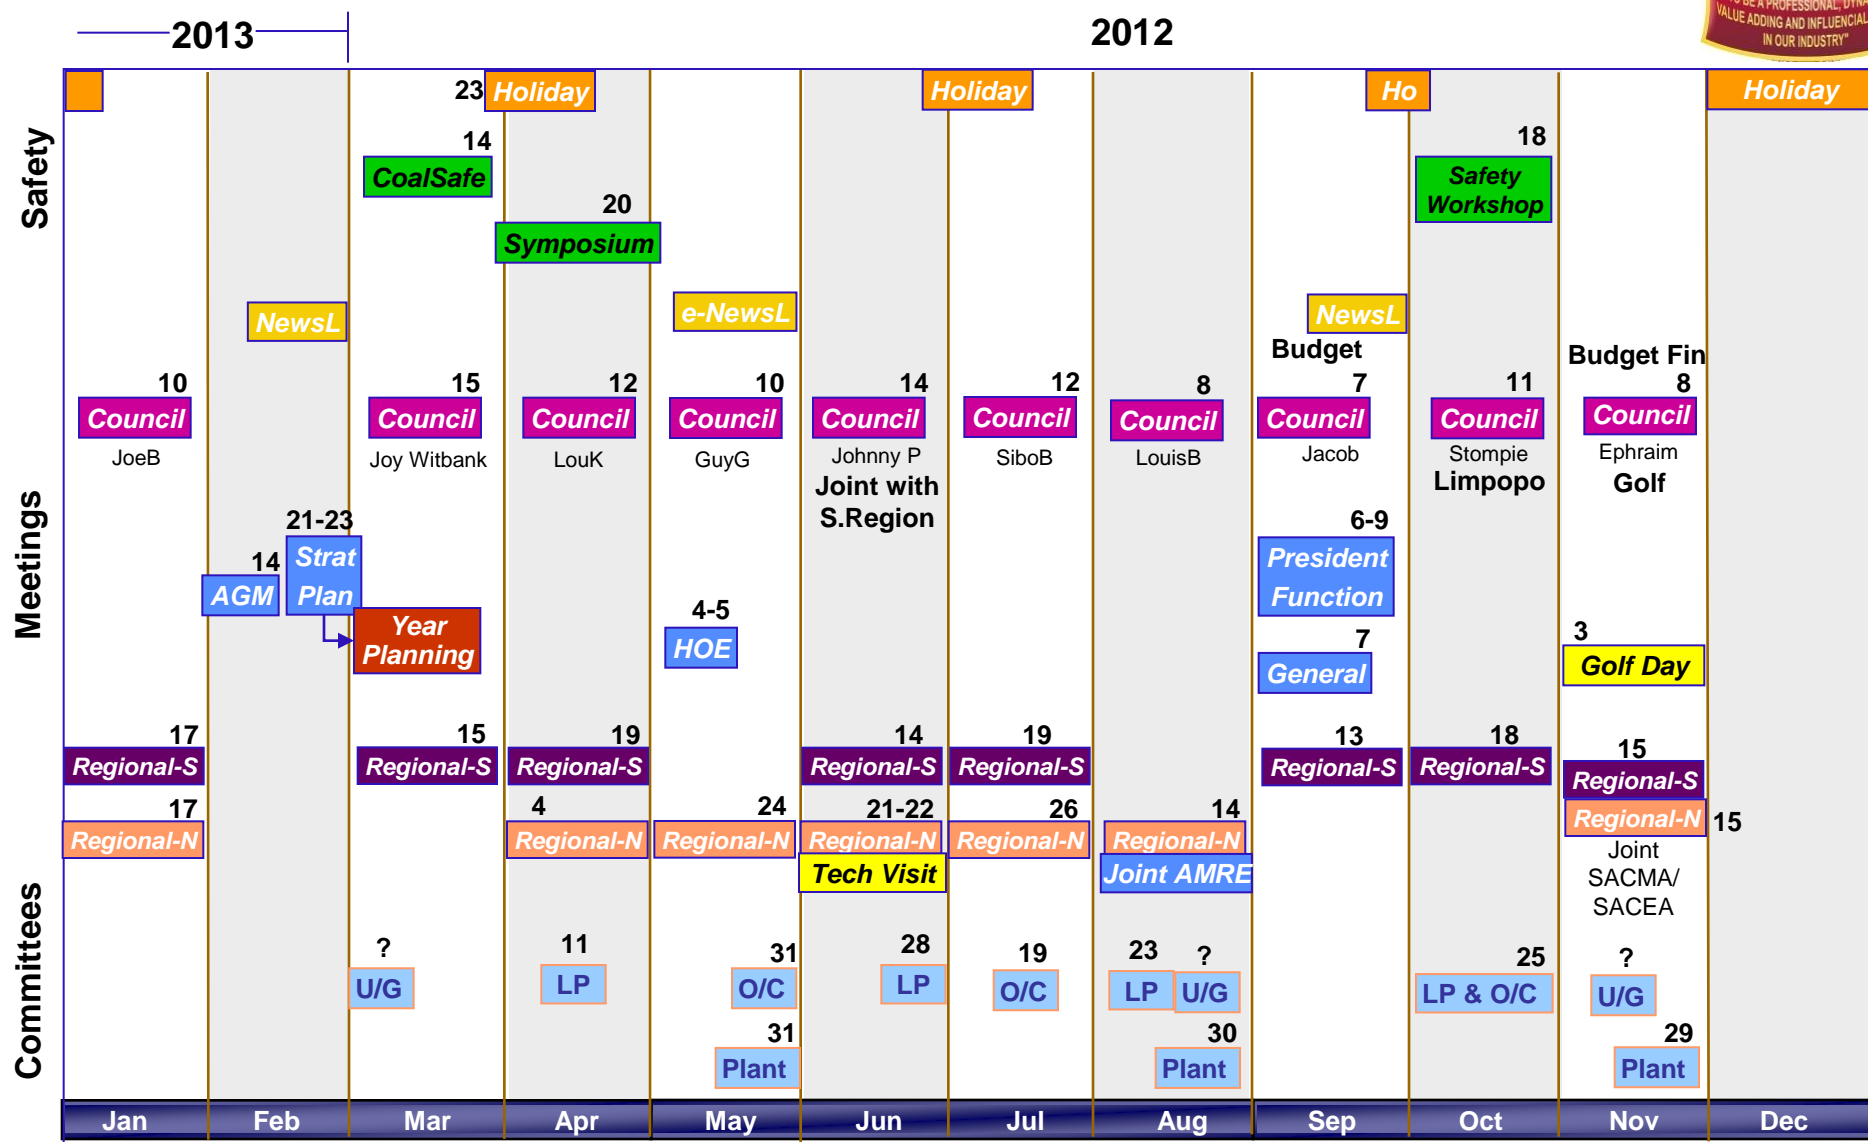 2013
2012
TO BE A PROFESSIONAL, DYNA
VALUE ADDING AND INFLUENCIAL
IN OUR INDUSTRY"
23
Holiday
Holiday
Ho
Holiday
Safety
14
CoalSafe
18
Safety
Workshop
20
Symposium
NewsL
e-NewsL
NewsL
Budget
Budget Fin
Meetings
10
Council
JoeB
15
Council
Joy Witbank
12
Council
LouK
10
Council
GuyG
14
Council
Johnny P
Joint with
S.Region
12
Council
SiboB
8
Council
LouisB
7
Council
Jacob
11
Council
Stompie
Limpopo
8
Council
Ephraim
Golf
14
AGM
21-23
Strat
Plan
Year
Planning
4-5
HOE
6-9
President
Function
7
General
3
Golf Day
17
Regional-S
15
Regional-S
19
Regional-S
14
Regional-S
19
Regional-S
13
Regional-S
18
Regional-S
15
Regional-S
17
Regional-N
4
Regional-N
24
Regional-N
21-22
Regional-N
Tech Visit
26
Regional-N
14
Regional-N
Joint AMRE
Regional-N
15
Joint
SACMA/
SACEA
Committees
?
U/G
11
LP
31
O/C
28
LP
19
O/C
23
LP
?
U/G
25
LP & O/C
?
U/G
31
Plant
30
Plant
29
Plant
Jan
Feb
Mar
Apr
May
Jun
Jul
Aug
Sep
Oct
Nov
Dec